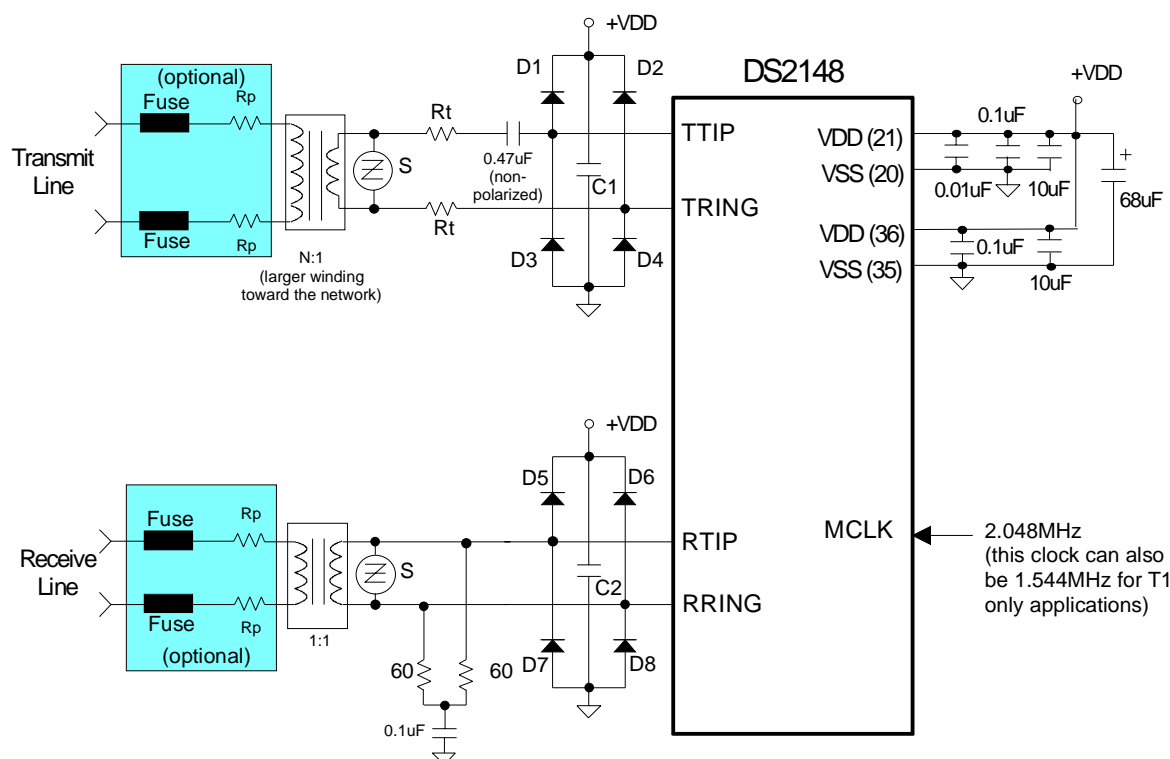 +VDD
(optional)
Fuse
Rp
Transmit
Line
Fuse
Rp
N:1
(larger winding
toward the network)
S
Rt
0.47uF
(non-
polarized)
Rt
D1
D2
C1
D3
D4
DS2148
TTIP
TRING
VDD (21)
VSS (20)
VDD (36)
VSS (35)
+VDD
0.1uF
0.01uF
10uF
+
68uF
0.1uF
10uF
+VDD
D5
D6
C2
D7
D8
Fuse
Rp
Receive
Line
Fuse
Rp
(optional)
1:1
S
60
60
0.1uF
RTIP
RRING
MCLK
2.048MHz
(this clock can also
be 1.544MHz for T1
only applications)